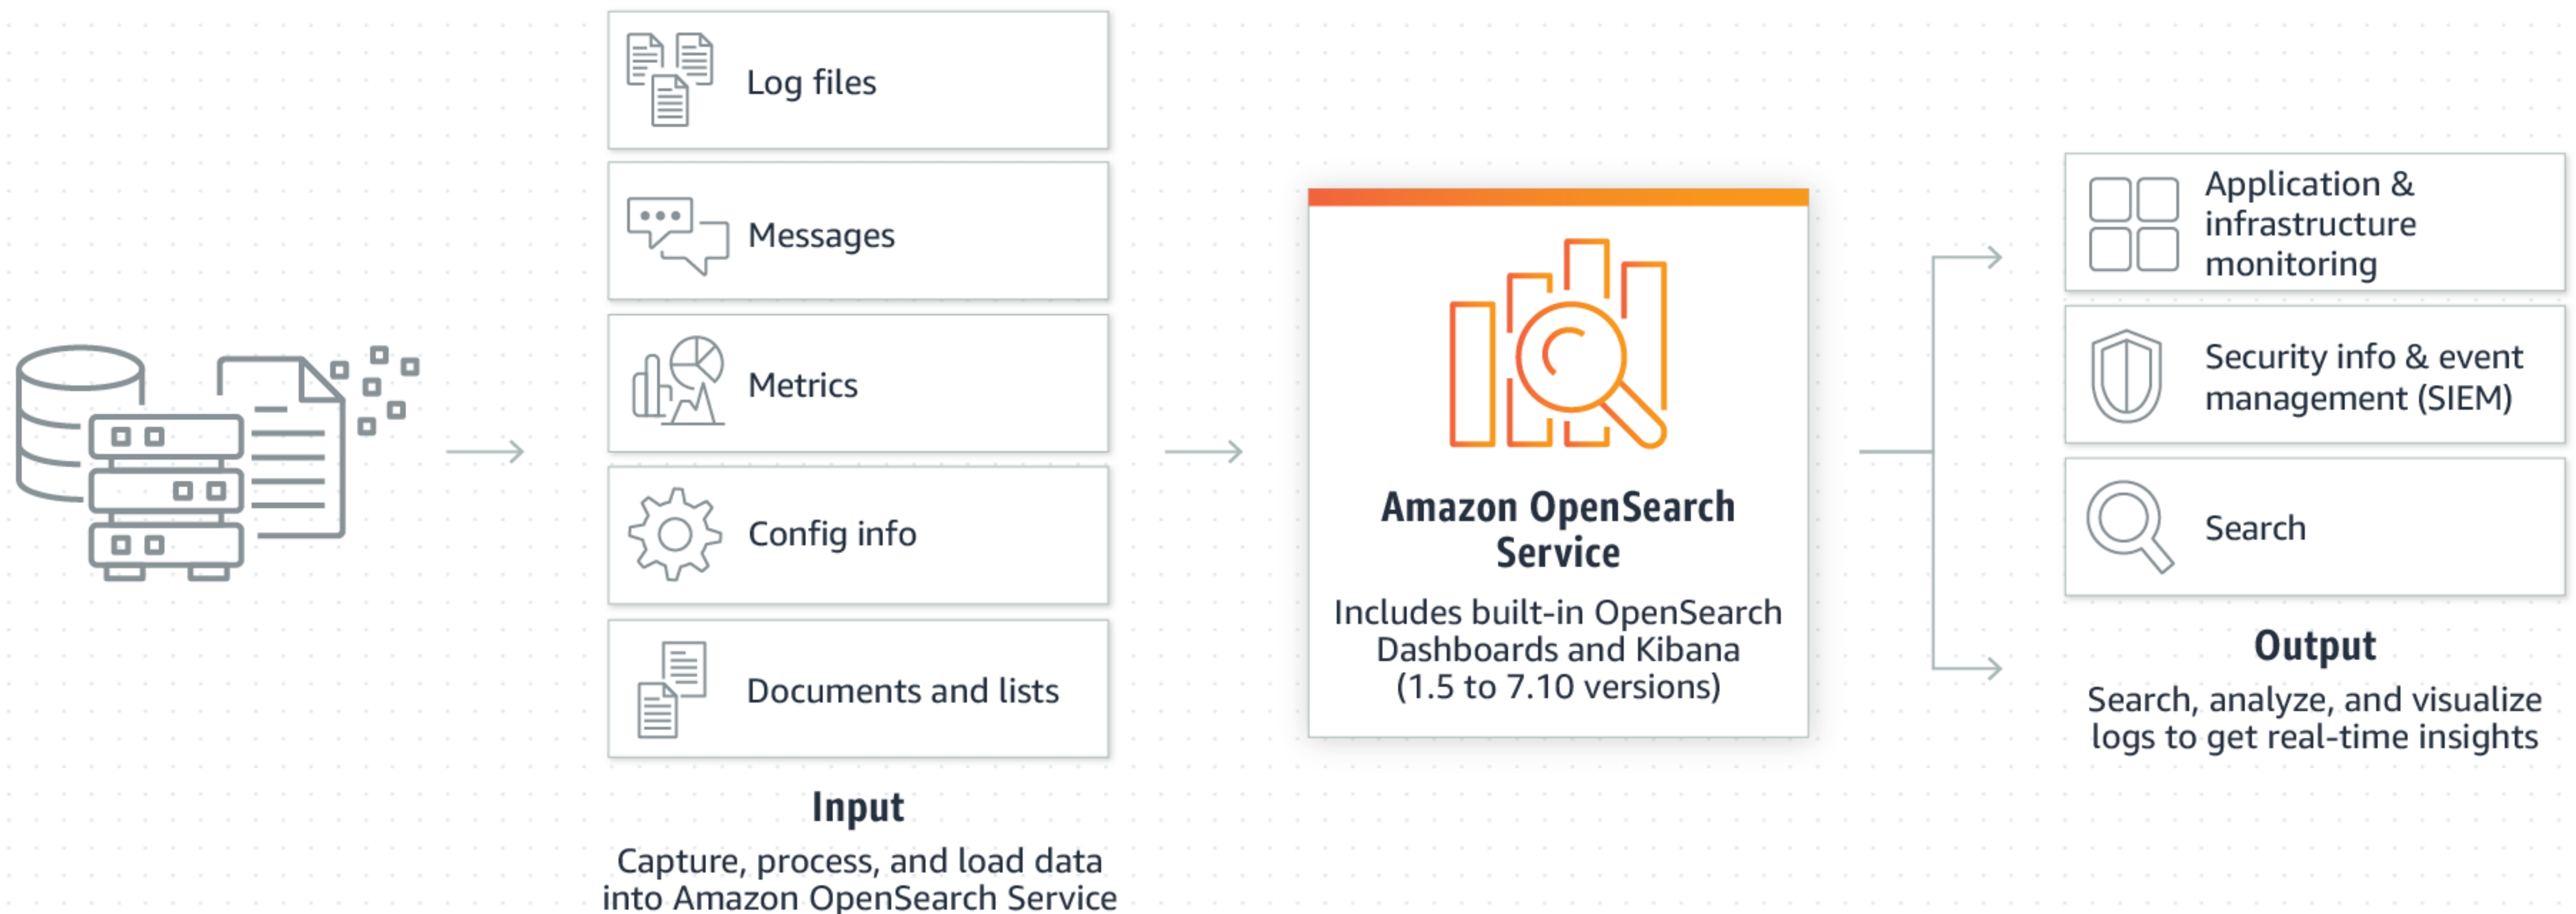 Log files
Messages
Metrics
Config info
Documents and lists
Input
Capture, process, and load data
into Amazon OpenSearch Service
Amazon OpenSearch
Service
Includes built-in OpenSearch
Dashboards and Kibana
(1.5 to 7.10 versions)
Application &
infrastructure
monitoring
Security info & event
management (SIEM)
Search
Output
Search, analyze, and visualize
logs to get real-time insights